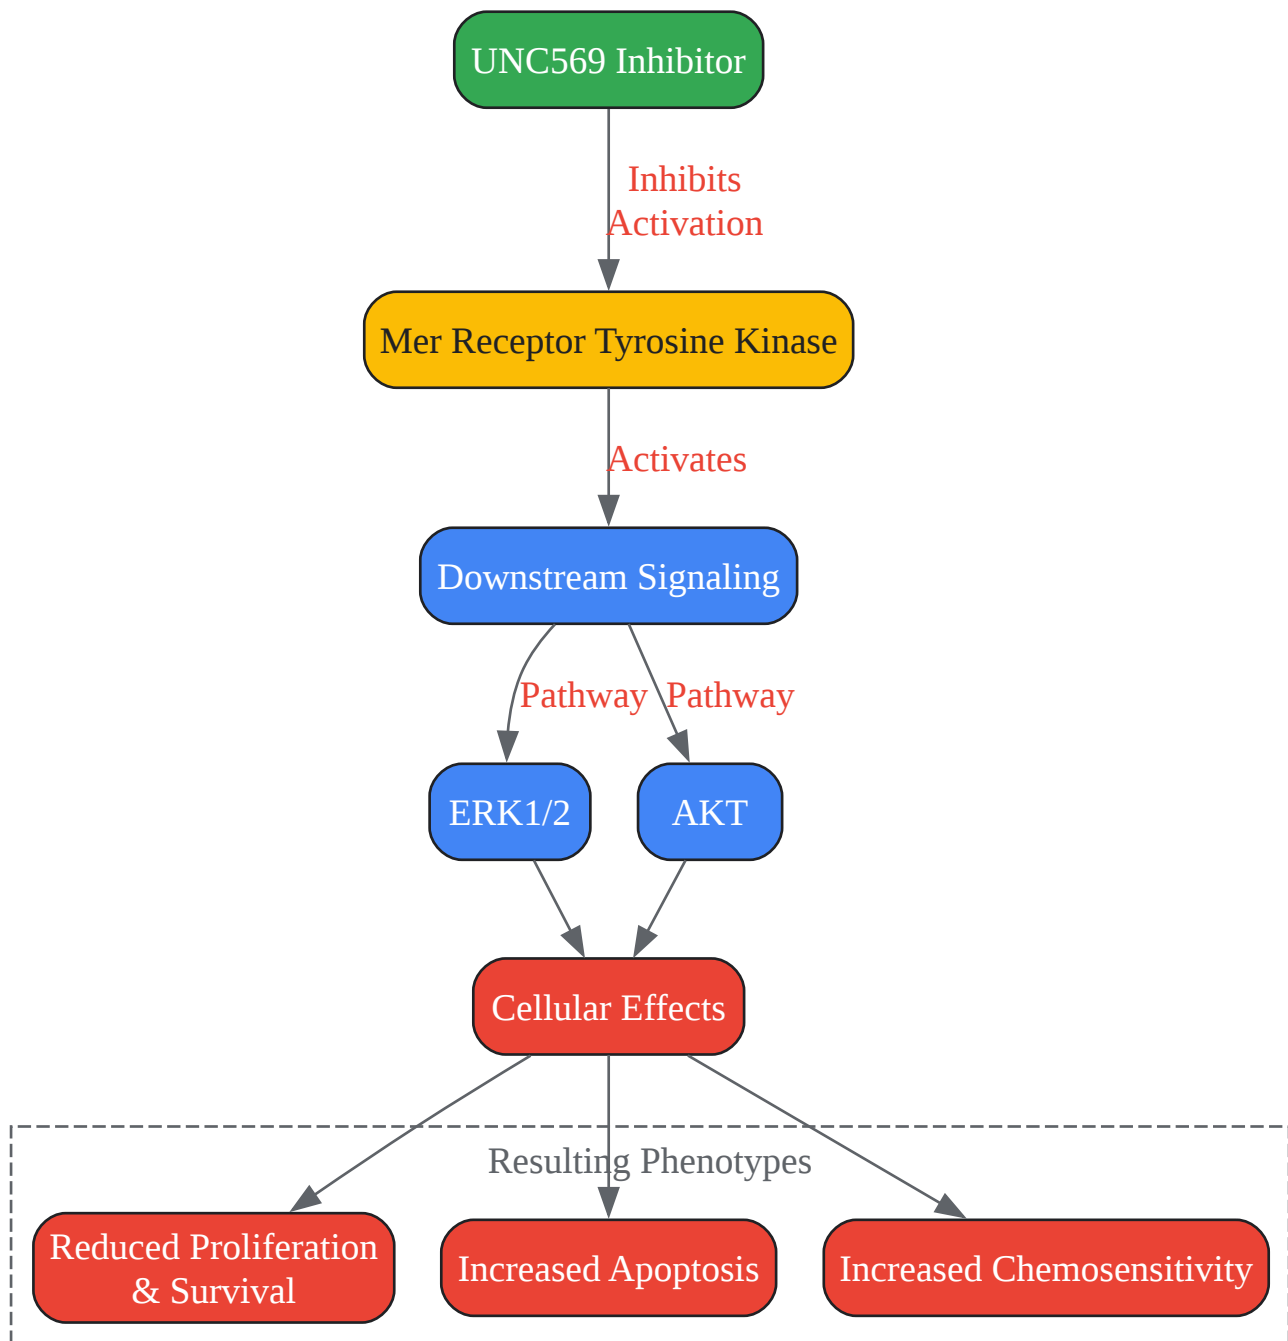 UNC569 Inhibitor
Inhibits
Activation
Mer Receptor Tyrosine Kinase
Activates
Downstream Signaling
Pathway
Pathway
ERK1/2
AKT
Cellular Effects
Resulting Phenotypes
Reduced Proliferation
& Survival
Increased Apoptosis
Increased Chemosensitivity